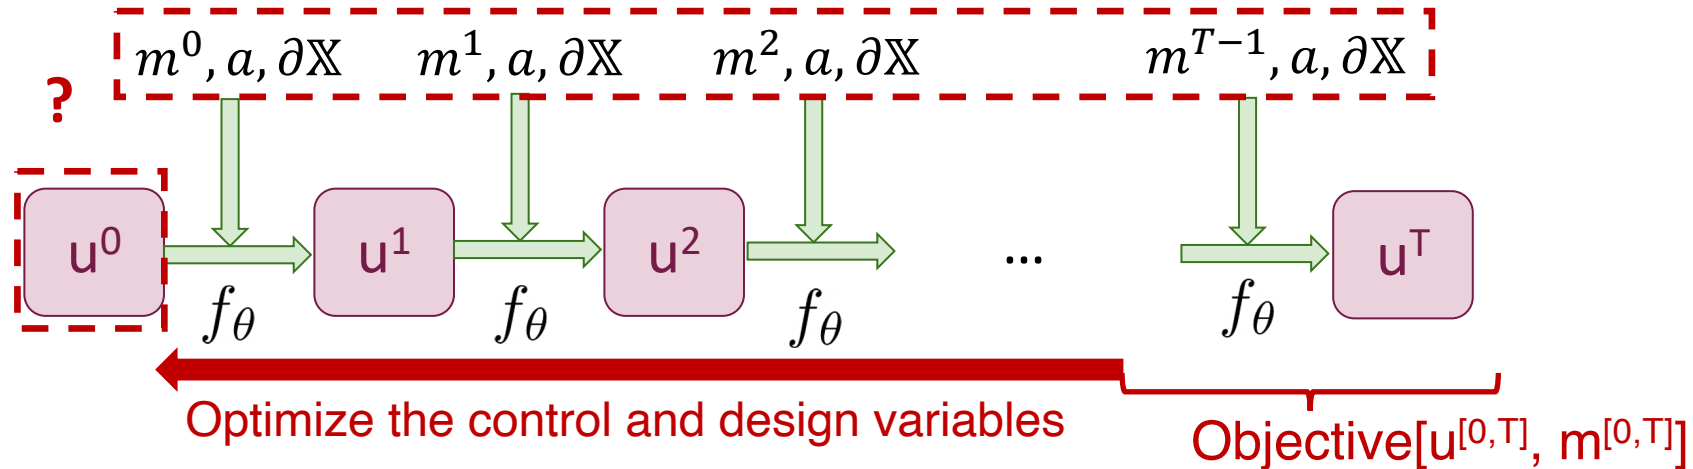 m⁰, a, ∂𝕏 m¹, a, ∂𝕏 m², a, ∂𝕏 mᵀ⁻¹, a, ∂𝕏
?
u⁰ u¹ u² ... uᵀ
f_θ f_θ f_θ f_θ
Optimize the control and design variables
Objective[u^[0,T], m^[0,T]]